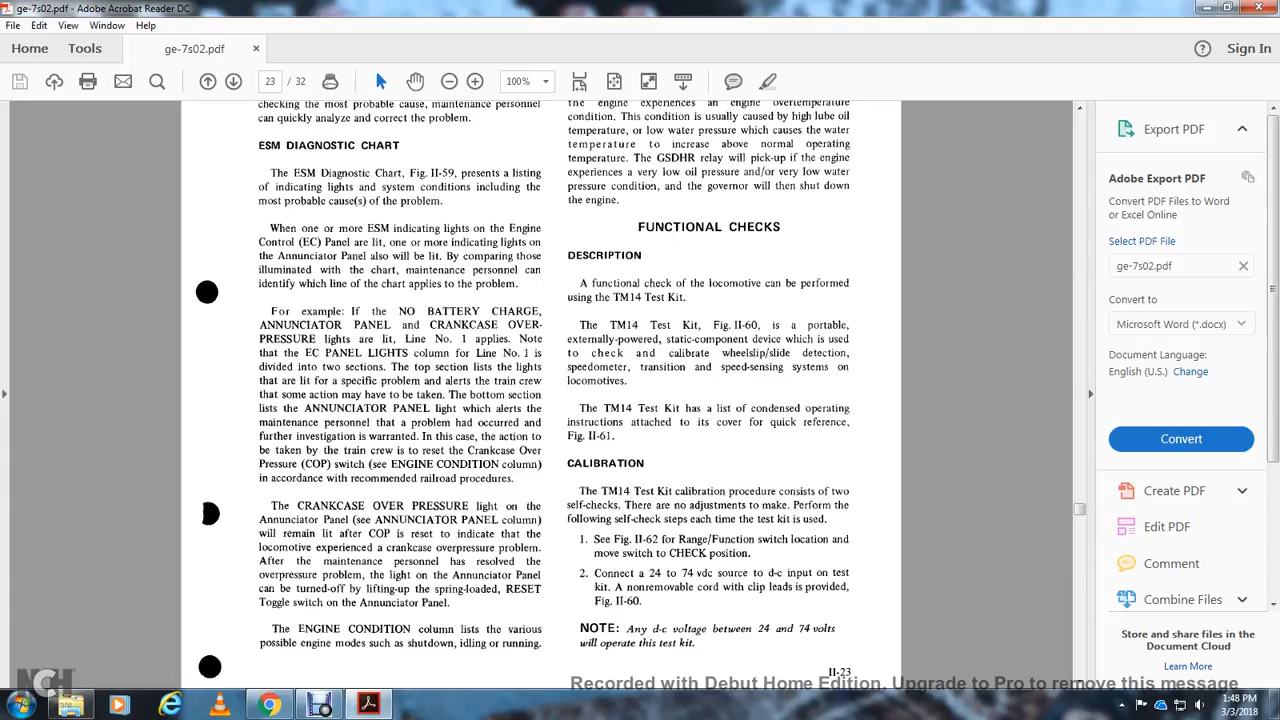 ge-7s02.pdf - Adobe Acrobat Reader DC
File Edit View Window Help
Home Tools ge-7s02.pdf × Sign In
23 / 32 100%
checking the most probable cause, maintenance personnel
can quickly analyze and correct the problem.
ESM DIAGNOSTIC CHART
The ESM Diagnostic Chart, Fig. II-59, presents a listing
of indicating lights and system conditions including the
most probable cause(s) of the problem.
When one or more ESM indicating lights on the Engine
Control (EC) Panel are lit, one or more indicating lights on
the Annunciator Panel also will be lit. By comparing those
illuminated with the chart, maintenance personnel can
identify which line of the chart applies to the problem.
For example: If the NO BATTERY CHARGE,
ANNUNCIATOR PANEL and CRANKCASE OVER-
PRESSURE lights are lit, Line No. 1 applies. Note
that the EC PANEL LIGHTS column for Line No. 1 is
divided into two sections. The top section lists the lights
that are lit for a specific problem and alerts the train crew
that some action may have to be taken. The bottom section
lists the ANNUNCIATOR PANEL light which alerts the
maintenance personnel that a problem had occurred and
further investigation is warranted. In this case, the action to
be taken by the train crew is to reset the Crankcase Over
Pressure (COP) switch (see ENGINE CONDITION column)
in accordance with recommended railroad procedures.
The CRANKCASE OVER PRESSURE light on the
Annunciator Panel (see ANNUNCIATOR PANEL column)
will remain lit after COP is reset to indicate that the
locomotive experienced a crankcase overpressure problem.
After the maintenance personnel has resolved the
overpressure problem, the light on the Annunciator Panel
can be turned-off by lifting-up the spring-loaded, RESET
Toggle switch on the Annunciator Panel.
The ENGINE CONDITION column lists the various
possible engine modes such as shutdown, idling or running.
the engine experiences an engine overtemperature
condition. This condition is usually caused by high lube oil
temperature, or low water pressure which causes the water
temperature to increase above normal operating
temperature. The GSDHR relay will pick-up if the engine
experiences a very low oil pressure and/or very low water
pressure condition, and the governor will then shut down
the engine.
FUNCTIONAL CHECKS
DESCRIPTION
A functional check of the locomotive can be performed
using the TM14 Test Kit.
The TM14 Test Kit, Fig. II-60, is a portable,
externally-powered, static-component device which is used
to check and calibrate wheelslip/slide detection,
speedometer, transition and speed-sensing systems on
locomotives.
The TM14 Test Kit has a list of condensed operating
instructions attached to its cover for quick reference,
Fig. II-61.
CALIBRATION
The TM14 Test Kit calibration procedure consists of two
self-checks. There are no adjustments to make. Perform the
following self-check steps each time the test kit is used.
1. See Fig. II-62 for Range/Function switch location and
move switch to CHECK position.
2. Connect a 24 to 74 vdc source to d-c input on test
kit. A nonremovable cord with clip leads is provided,
Fig. II-60.
NOTE: Any d-c voltage between 24 and 74 volts
will operate this test kit.
II-23
Export PDF
Adobe Export PDF
Convert PDF Files to Word
or Excel Online
Select PDF File
ge-7s02.pdf
Convert to
Microsoft Word (*.docx)
Document Language:
English (U.S.) Change
Convert
Create PDF
Edit PDF
Comment
Combine Files
Store and share files in the
Document Cloud
Learn More
NCH
Recorded with Debut Home Edition. Upgrade to Pro to remove this message
1:48 PM
3/3/2018